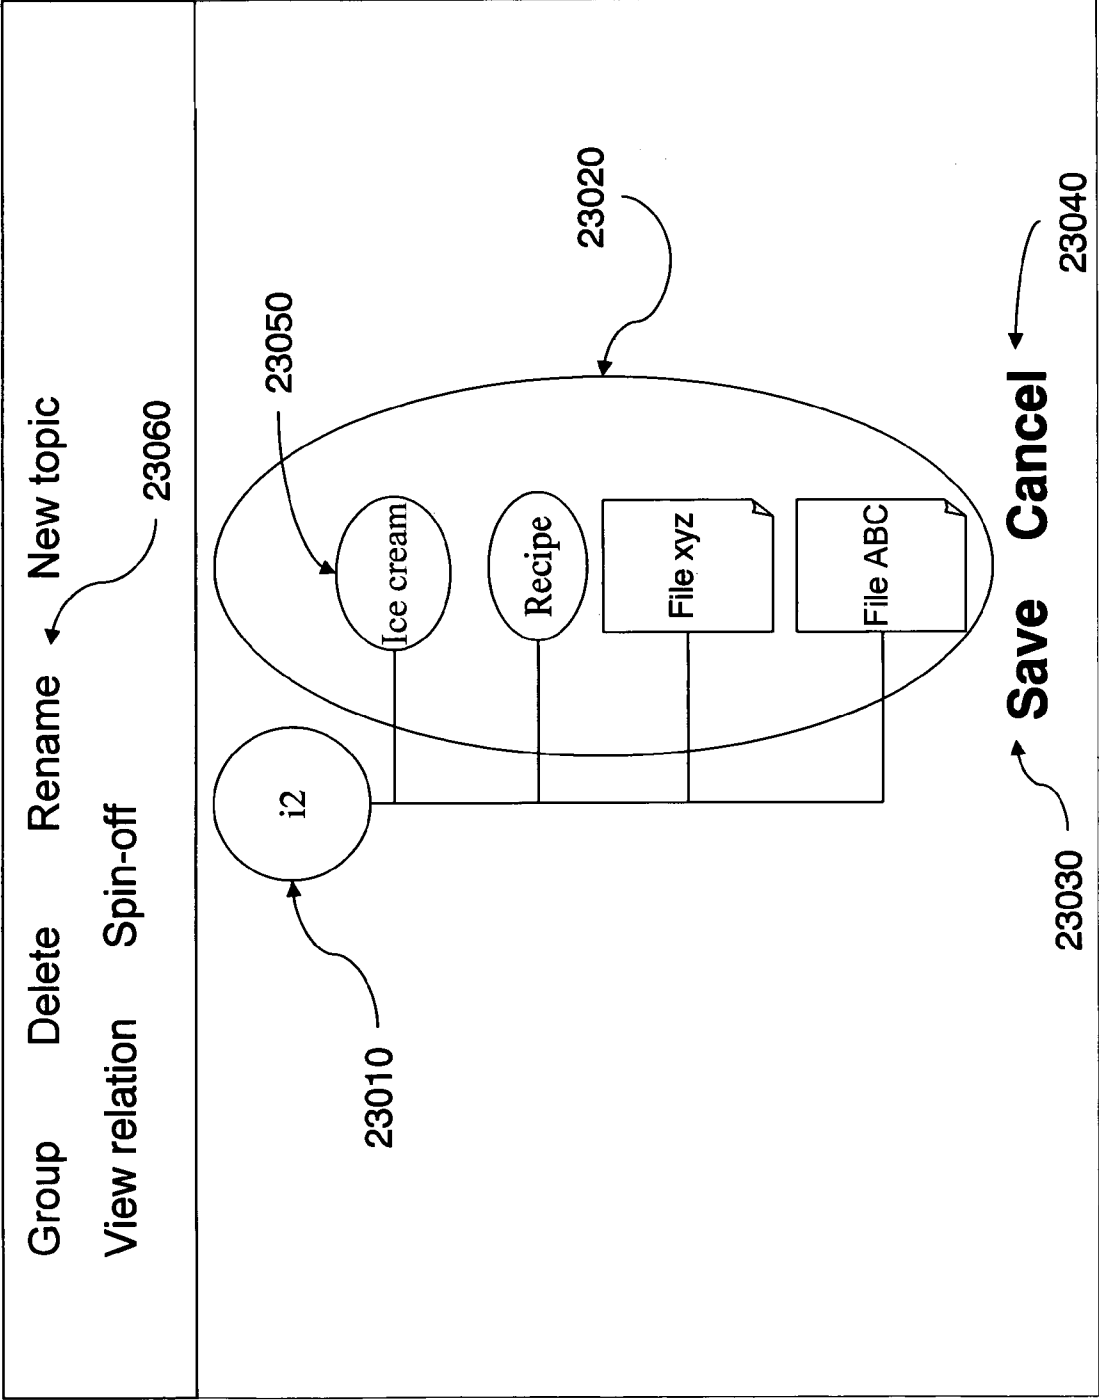 Group Delete Rename New topic
View relation Spin-off
23060
23010
i2
23050
Ice cream
23020
Recipe
File xyz
File ABC
Save Cancel
23030
23040